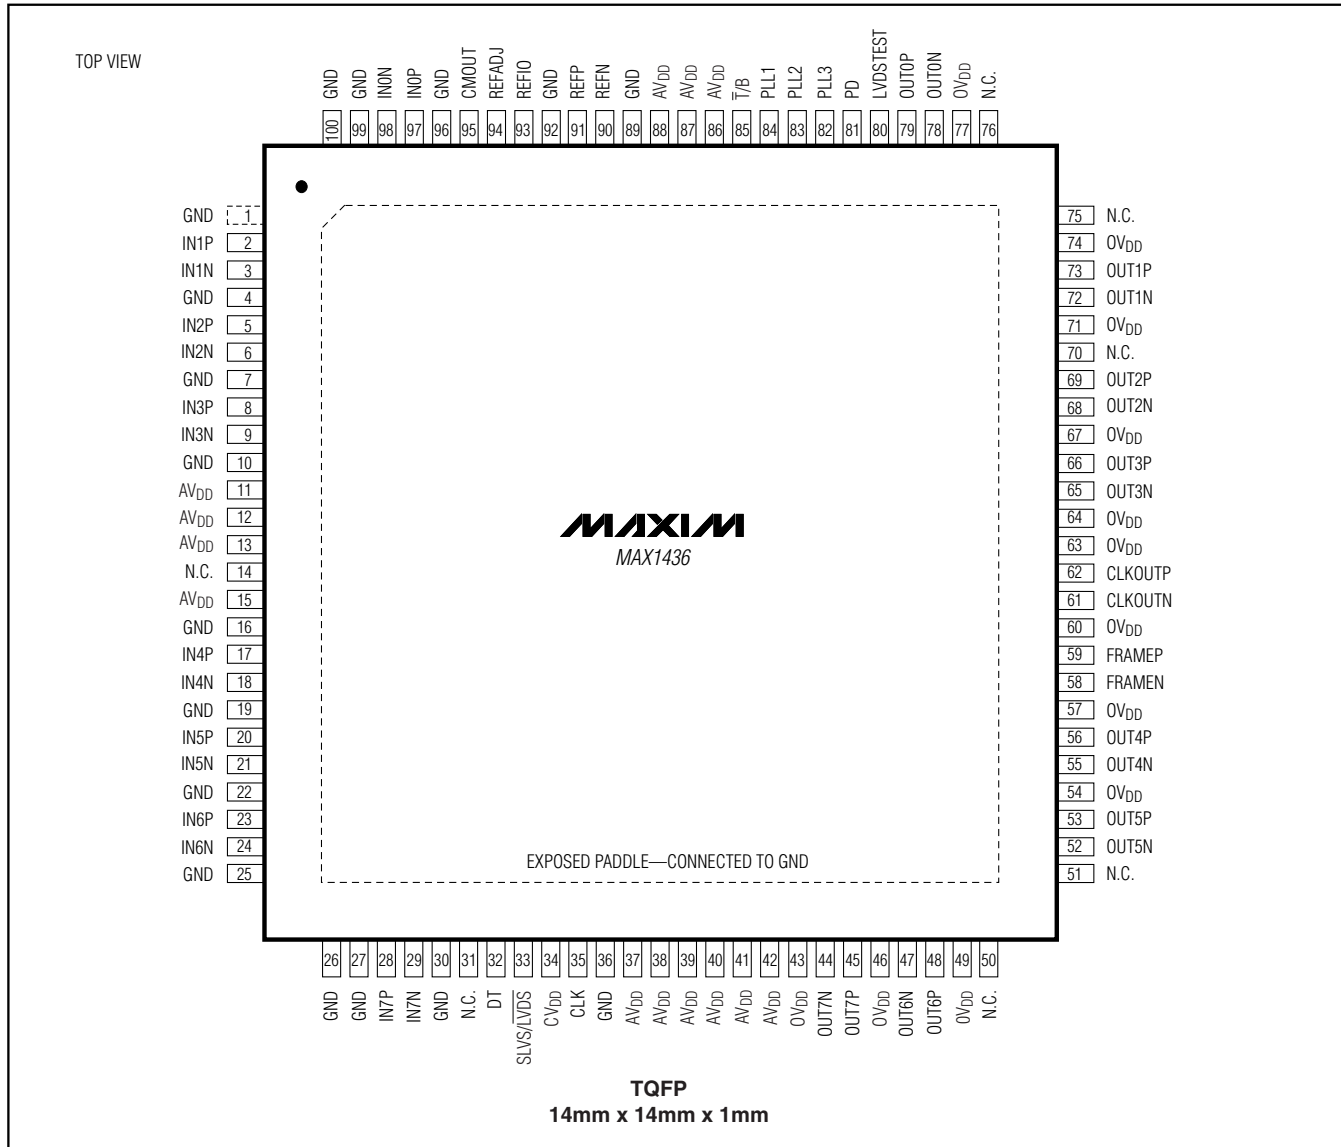 TOP VIEW
GND GND IN0N IN0P GND CMOUT REFADJ REFIO GND REFP REFN GND AVDD AVDD AVDD T̅/B PLL1 PLL2 PLL3 PD LVDSTEST OUT0P OUT0N OVDD N.C.
100 99 98 97 96 95 94 93 92 91 90 89 88 87 86 85 84 83 82 81 80 79 78 77 76
GND 1 75 N.C.
IN1P 2 74 OVDD
IN1N 3 73 OUT1P
GND 4 72 OUT1N
IN2P 5 71 OVDD
IN2N 6 70 N.C.
GND 7 69 OUT2P
IN3P 8 68 OUT2N
IN3N 9 67 OVDD
GND 10 66 OUT3P
AVDD 11 65 OUT3N
AVDD 12 64 OVDD
AVDD 13 63 OVDD
N.C. 14 62 CLKOUTP
AVDD 15 61 CLKOUTN
GND 16 60 OVDD
IN4P 17 59 FRAMEP
IN4N 18 58 FRAMEN
GND 19 57 OVDD
IN5P 20 56 OUT4P
IN5N 21 55 OUT4N
GND 22 54 OVDD
IN6P 23 53 OUT5P
IN6N 24 52 OUT5N
GND 25 51 N.C.
MAXIM
MAX1436
EXPOSED PADDLE—CONNECTED TO GND
26 27 28 29 30 31 32 33 34 35 36 37 38 39 40 41 42 43 44 45 46 47 48 49 50
GND GND IN7P IN7N GND N.C. DT S̅L̅V̅S̅/L̅V̅D̅S̅ CVDD CLK GND AVDD AVDD AVDD AVDD AVDD AVDD OVDD OUT7N OUT7P OVDD OUT6N OUT6P OVDD N.C.
TQFP
14mm x 14mm x 1mm